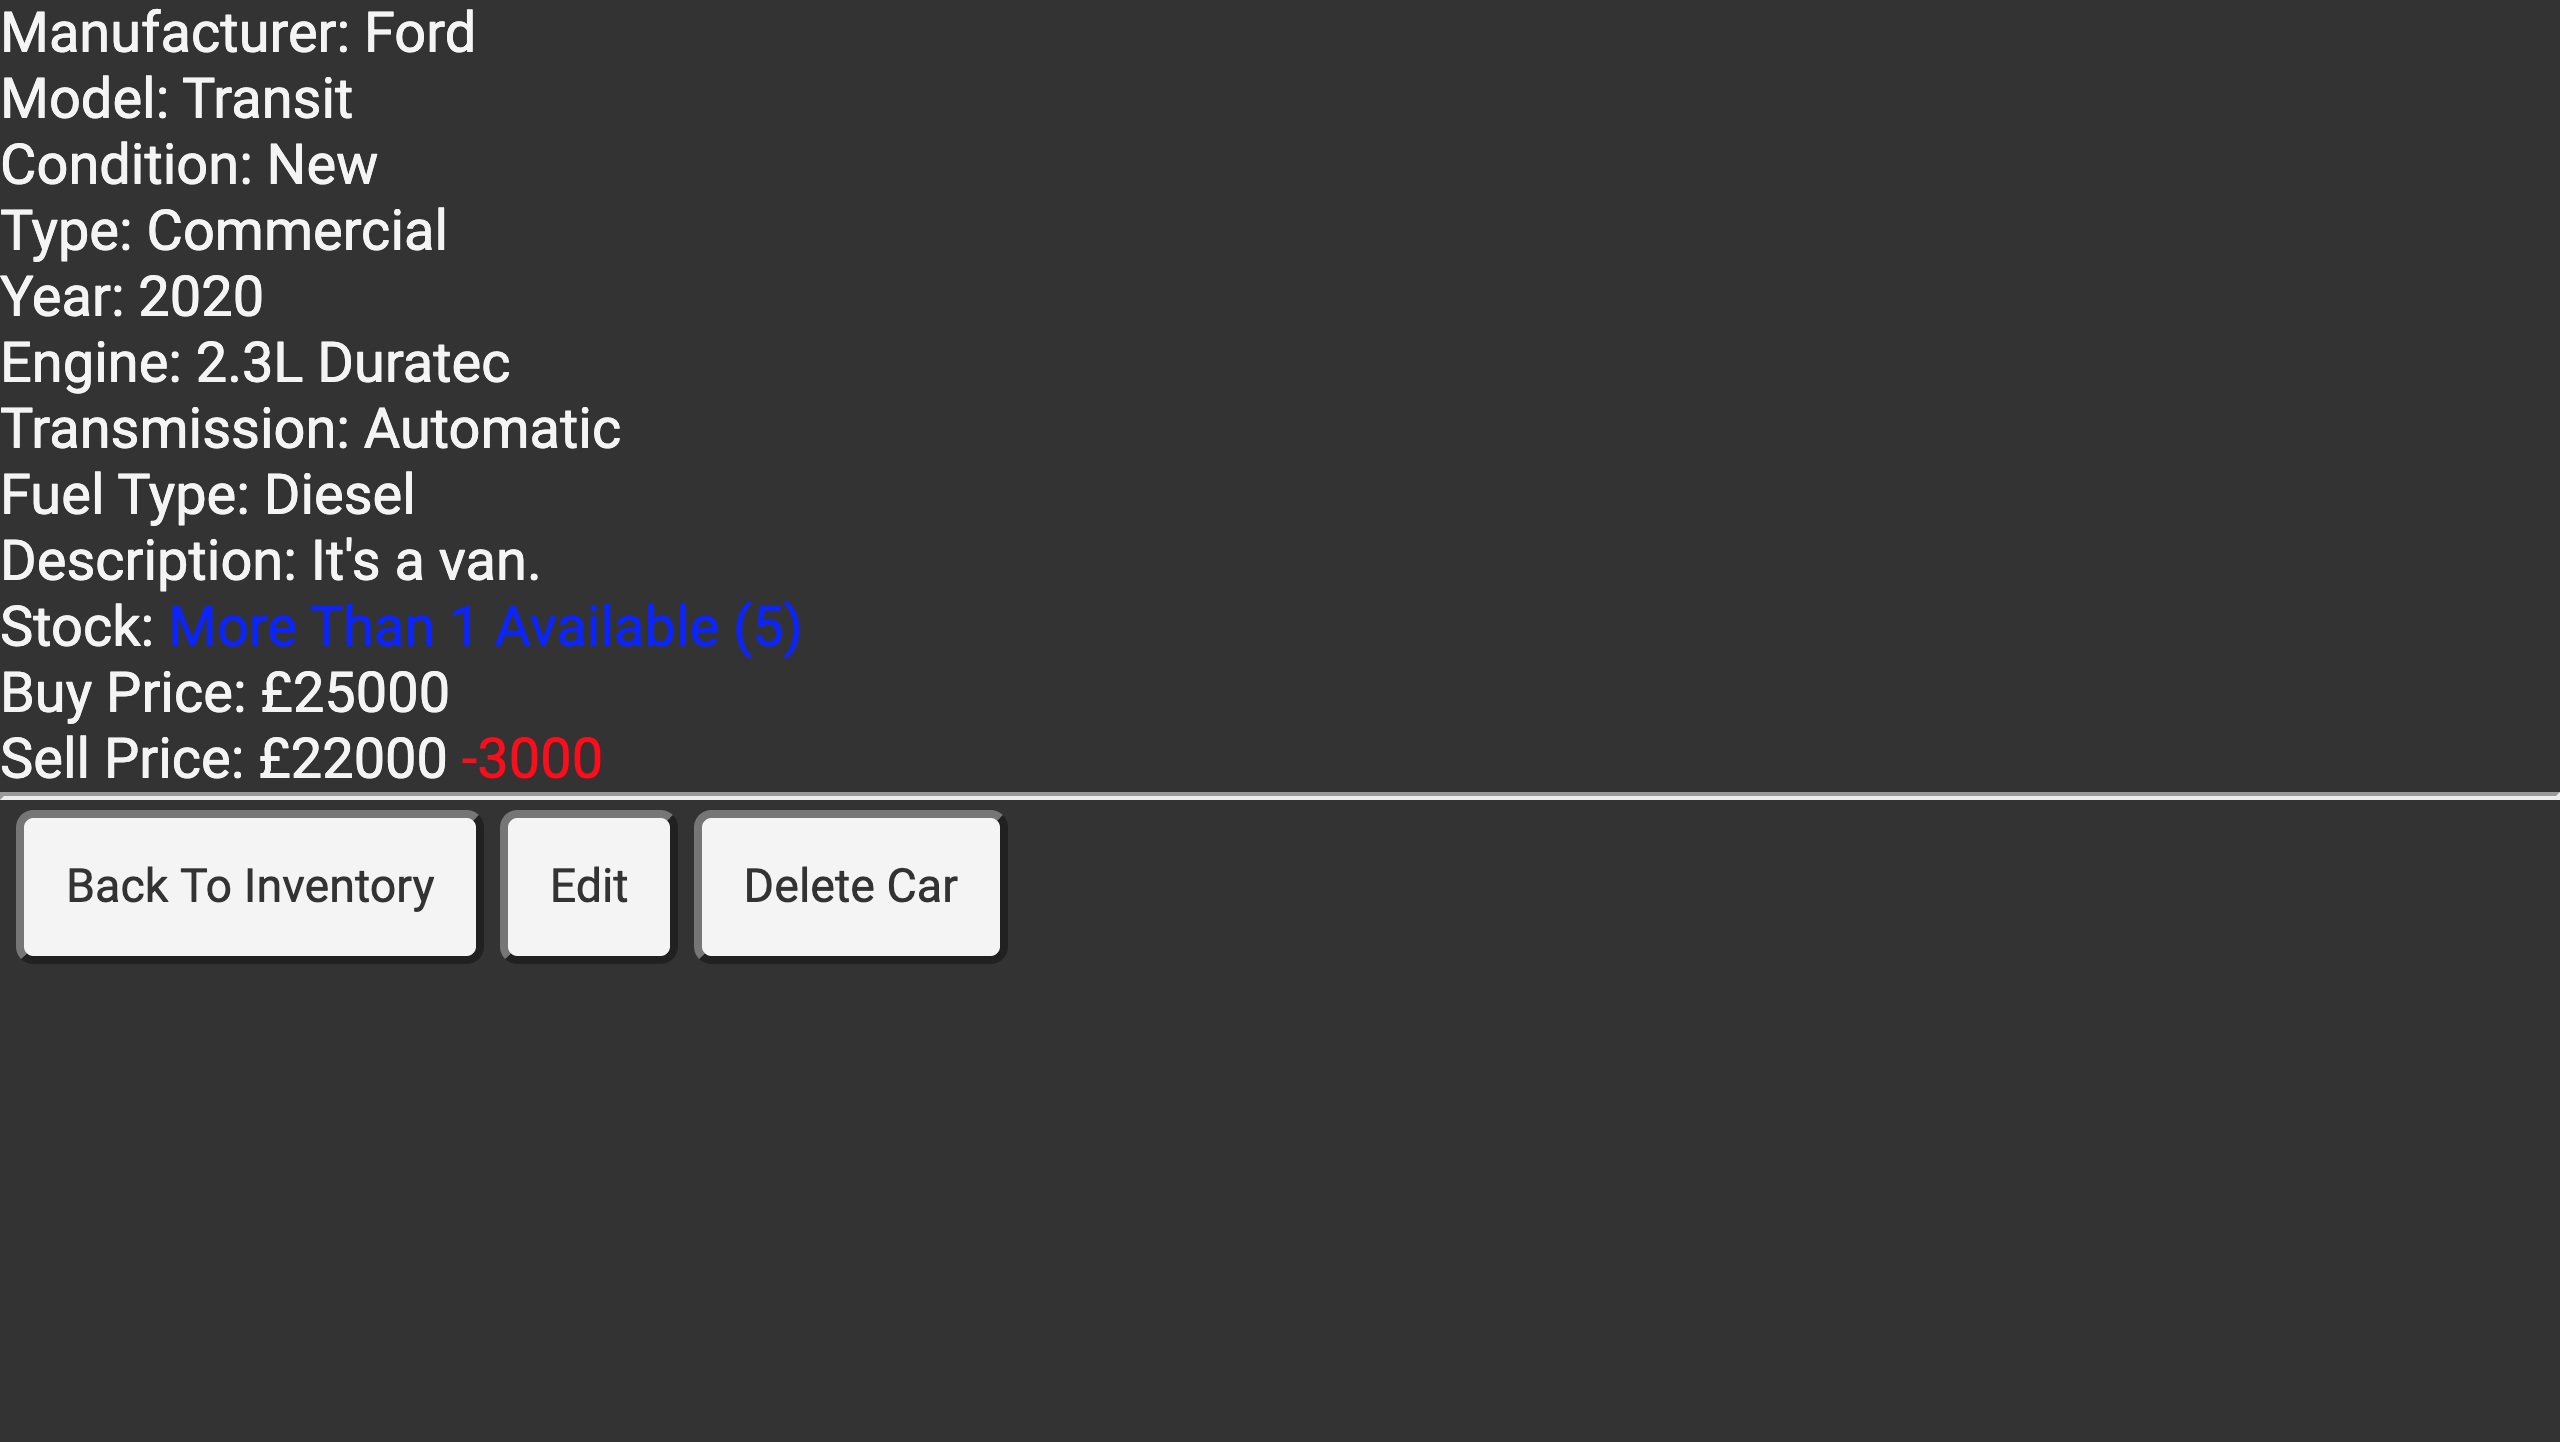 Manufacturer: Ford
Model: Transit
Condition: New
Type: Commercial
Year: 2020
Engine: 2.3L Duratec
Transmission: Automatic
Fuel Type: Diesel
Description: It's a van.
Stock: More Than 1 Available (5)
Buy Price: £25000
Sell Price: £22000 -3000
Back To Inventory Edit Delete Car